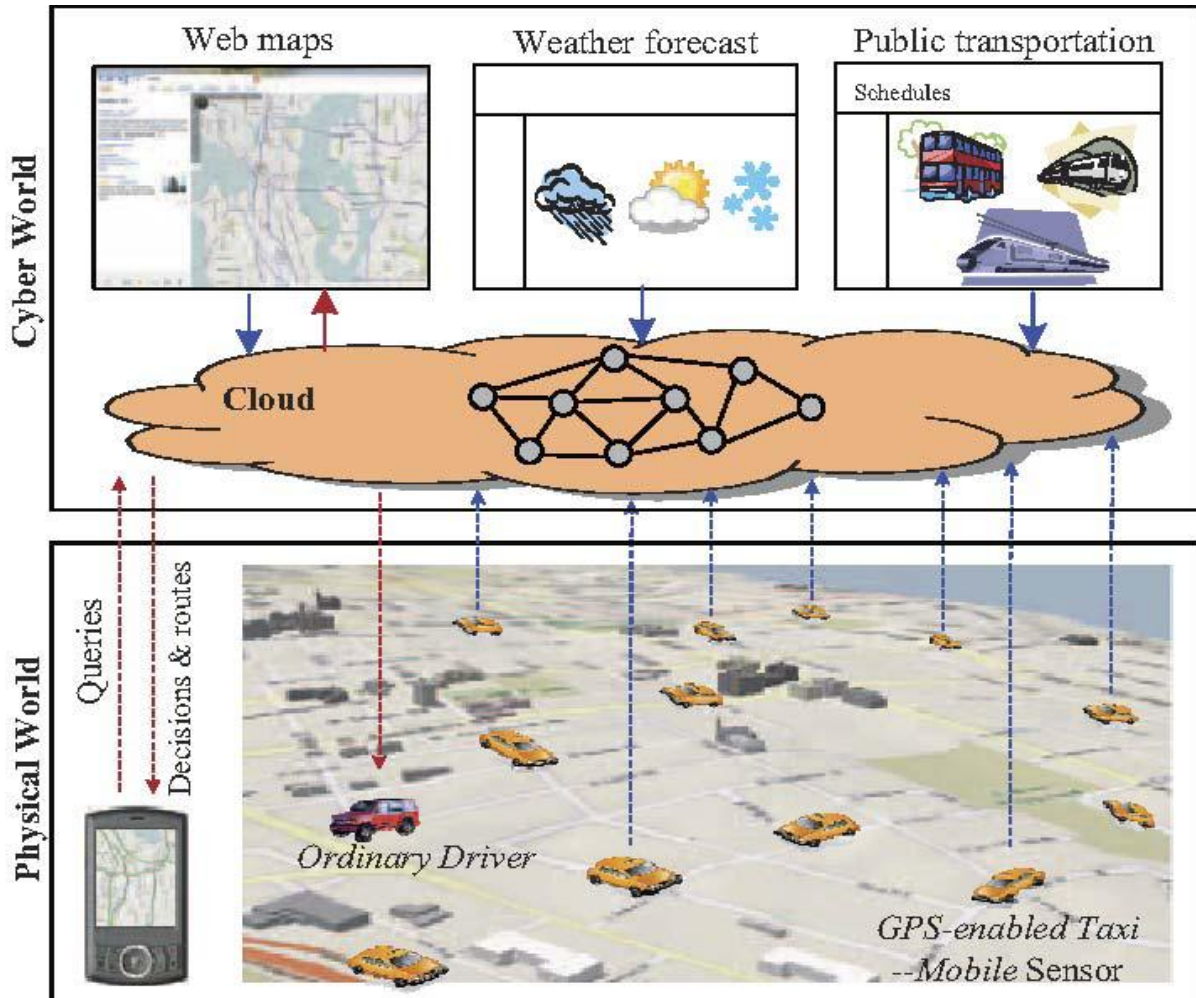 Web maps
Weather forecast
Public transportation
Schedules
Cyber World
Cloud
Physical World
Queries
Decisions & routes
Ordinary Driver
GPS-enabled Taxi
--Mobile Sensor